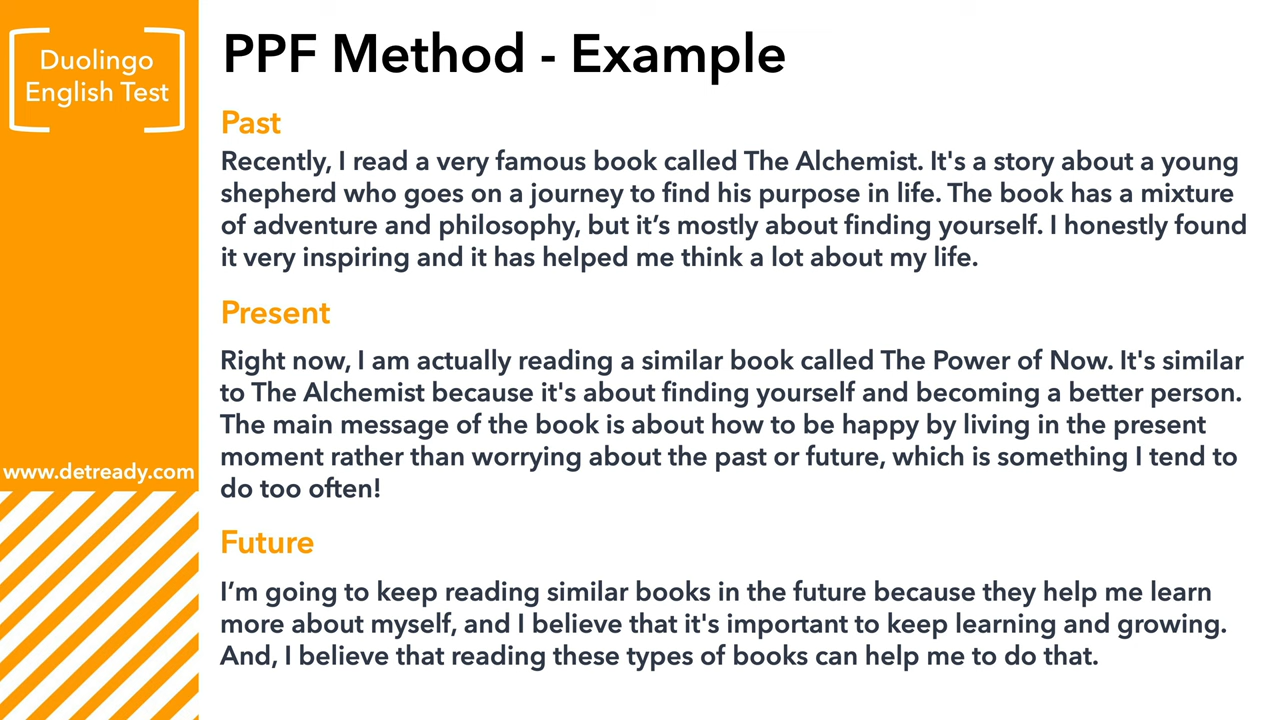 Duolingo
English Test
PPF Method - Example
Past
Recently, I read a very famous book called The Alchemist. It's a story about a young
shepherd who goes on a journey to find his purpose in life. The book has a mixture
of adventure and philosophy, but it’s mostly about finding yourself. I honestly found
it very inspiring and it has helped me think a lot about my life.
Present
Right now, I am actually reading a similar book called The Power of Now. It's similar
to The Alchemist because it's about finding yourself and becoming a better person.
The main message of the book is about how to be happy by living in the present
moment rather than worrying about the past or future, which is something I tend to
do too often!
Future
I’m going to keep reading similar books in the future because they help me learn
more about myself, and I believe that it's important to keep learning and growing.
And, I believe that reading these types of books can help me to do that.
www.detready.com